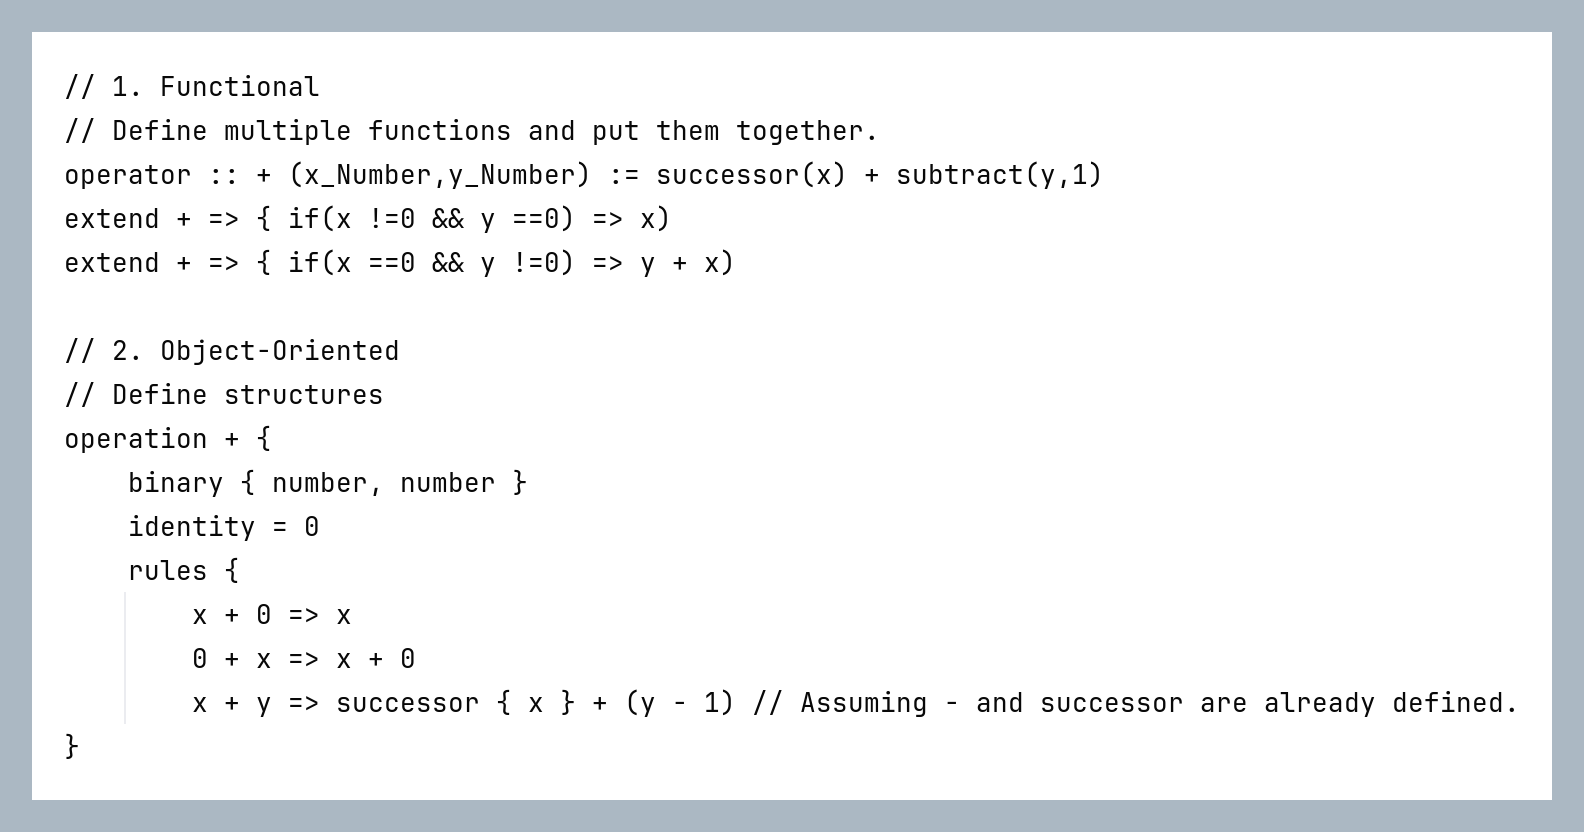 // 1. Functional
// Define multiple functions and put them together.
operator :: + (x_Number,y_Number) := successor(x) + subtract(y,1)
extend + => { if(x !=0 && y ==0) => x)
extend + => { if(x ==0 && y !=0) => y + x)

// 2. Object-Oriented
// Define structures
operation + {
    binary { number, number }
    identity = 0
    rules {
        x + 0 => x
        0 + x => x + 0
        x + y => successor { x } + (y - 1) // Assuming - and successor are already defined.
}